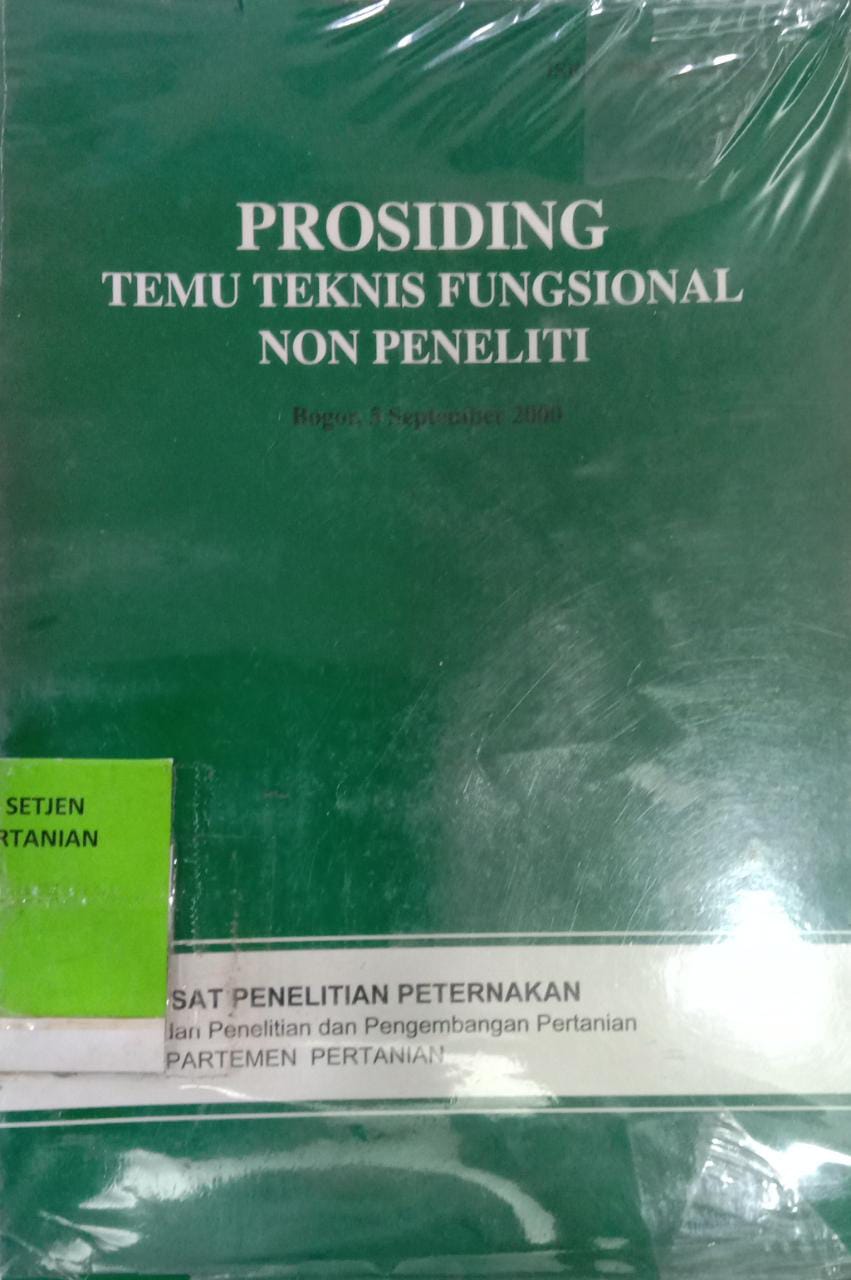 PROSIDING
TEMU TEKNIS FUNGSIONAL
NON PENELITI
Bogor, 5 September 2000
SETJEN
RTANIAN
SAT PENELITIAN PETERNAKAN
dan Penelitian dan Pengembangan Pertanian
PARTEMEN PERTANIAN